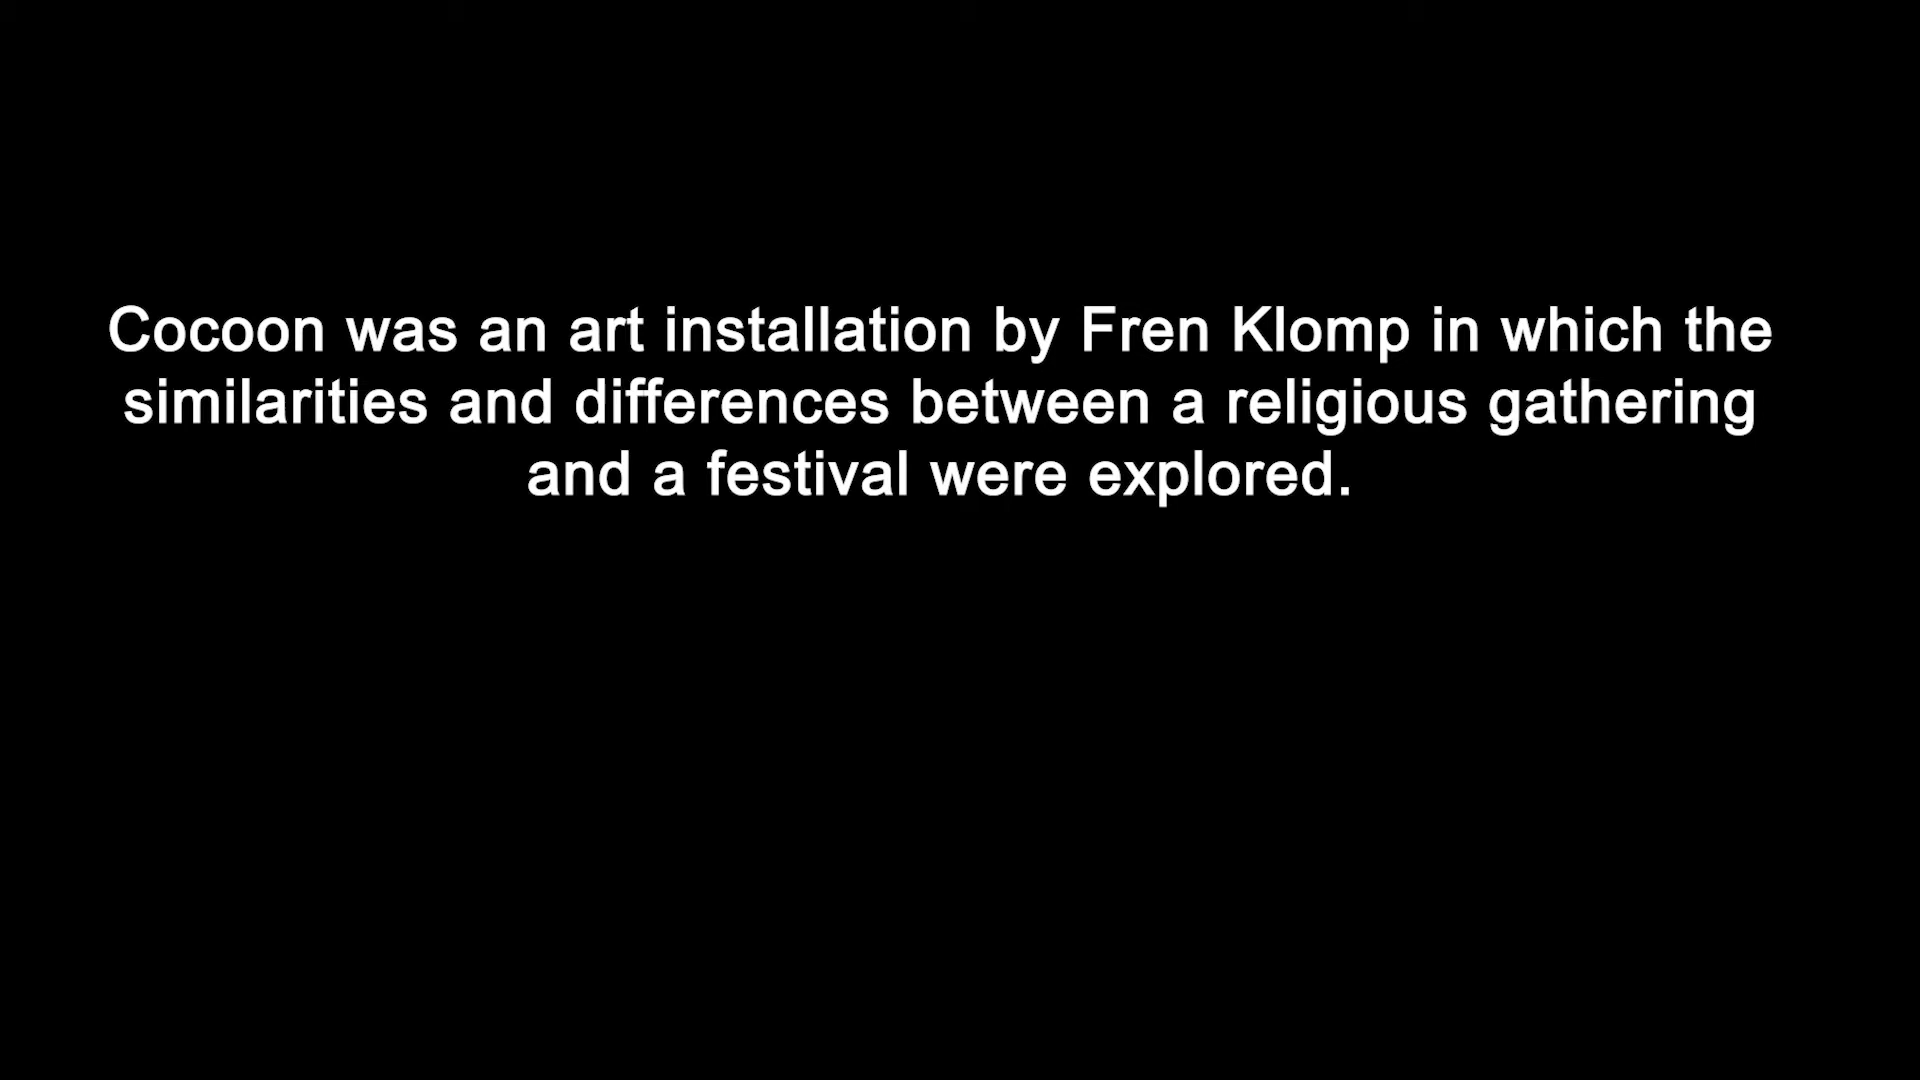 Cocoon was an art installation by Fren Klomp in which the
similarities and differences between a religious gathering
and a festival were explored.